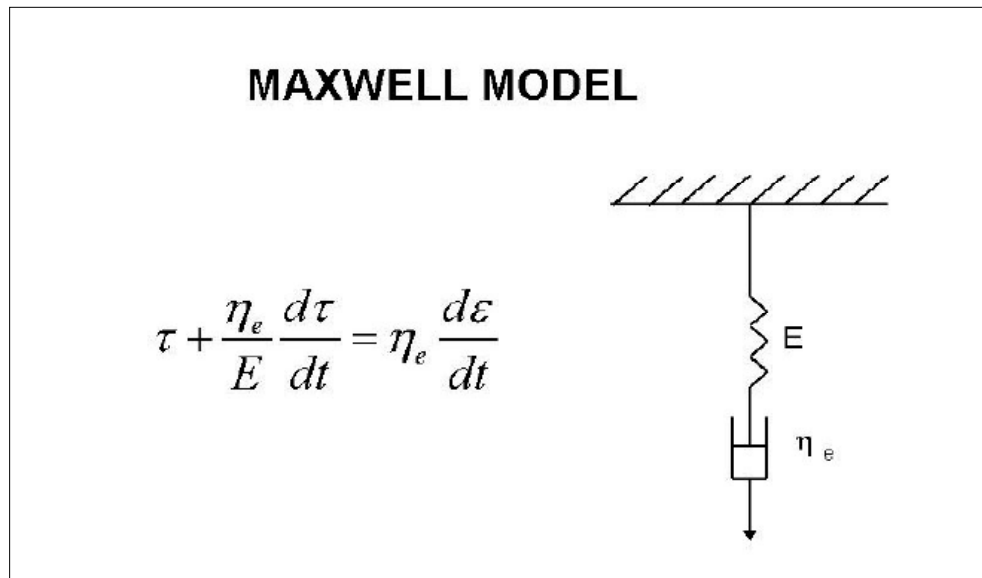 MAXWELL MODEL
τ + η_e/E dτ/dt = η_e dε/dt
E
η e